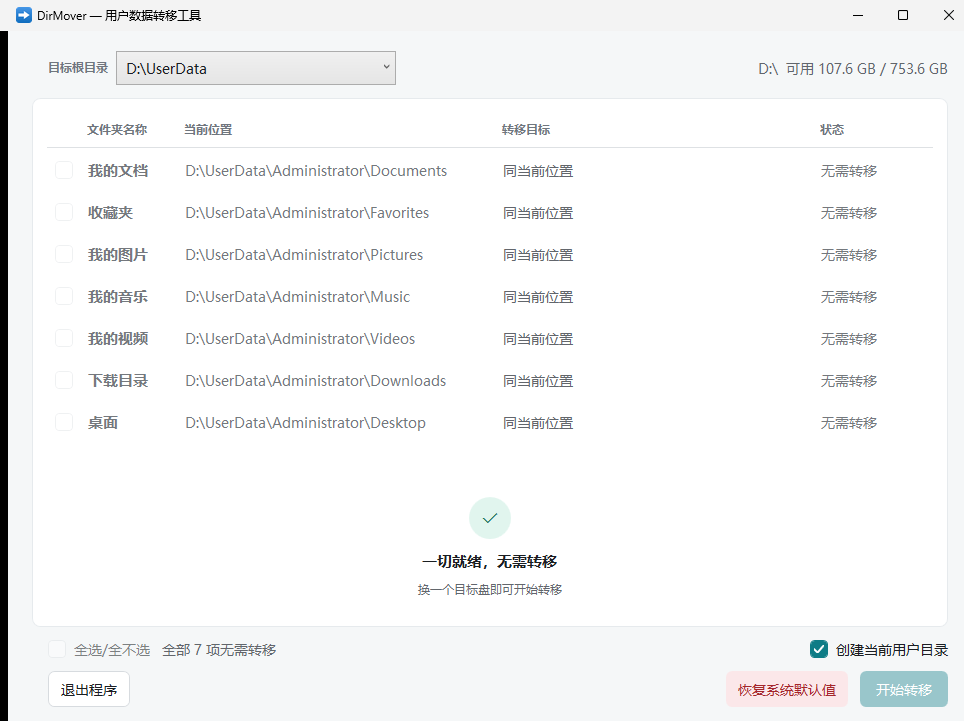 DirMover — 用户数据转移工具
目标根目录 D:\UserData D:\ 可用 107.6 GB / 753.6 GB
文件夹名称 当前位置 转移目标 状态
我的文档 D:\UserData\Administrator\Documents 同当前位置 无需转移
收藏夹 D:\UserData\Administrator\Favorites 同当前位置 无需转移
我的图片 D:\UserData\Administrator\Pictures 同当前位置 无需转移
我的音乐 D:\UserData\Administrator\Music 同当前位置 无需转移
我的视频 D:\UserData\Administrator\Videos 同当前位置 无需转移
下载目录 D:\UserData\Administrator\Downloads 同当前位置 无需转移
桌面 D:\UserData\Administrator\Desktop 同当前位置 无需转移
一切就绪，无需转移
换一个目标盘即可开始转移
全选/全不选 全部 7 项无需转移 创建当前用户目录
退出程序 恢复系统默认值 开始转移